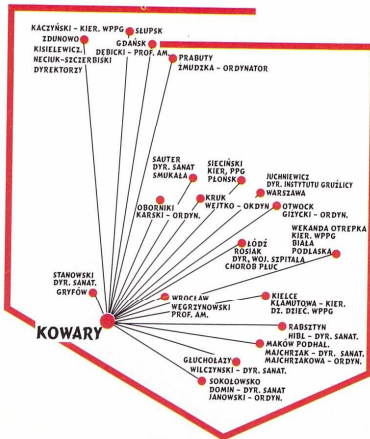 KACZYŃSKI - KIER. WPPG
SŁUPSK
ZDUNOWO
GDAŃSK
KISIELEWICZ.
DĘBICKI - PROF. AM.
PRABUTY
NECIUK-SZCZERBISKI
ŻMUDZKA - ORDYNATOR
DYREKTORZY
SAUTER
DYR. SANAT
SMUKAŁA
SIECIŃSKI
KIER, PPG
PŁOŃSK
JUCHNIEWICZ
DYR. INSTYTUTU GRUŹLICY
WARSZAWA
OBORNIKI
KARSKI - ORDYN.
KRUK
WEJTKO - OKDYN
OTWOCK
GIZYCKI - ORDYN.
WEKANDA OTREPKA
KIER. WPPG
BIAŁA
PODLASKA
ŁÓDŹ
ROSIAK
DYR, WOJ. SZPITALA
CHORÓB PŁUC
STANOWSKI
DYR. SANAT.
GRYFÓW
WROCŁAW
WĘGRZYNOWSKI
PROF. AM.
KIELCE
KLAMUTOWA - KIER.
DZ. DZIEC. WPPG
KOWARY
RABSZTYN
HIBL - DYR. SANAT.
MAKÓW PODHAL.
MAJCHRZAK - DYR. SANAT.
MAJCHRZAKOWA - ORDYN.
GŁUCHOŁAZY
WILCZYŃSKI - DYR. SANAT.
SOKOŁOWSKO
DOMIN - DYR. SANAT
JANOWSKI - ORDYN.